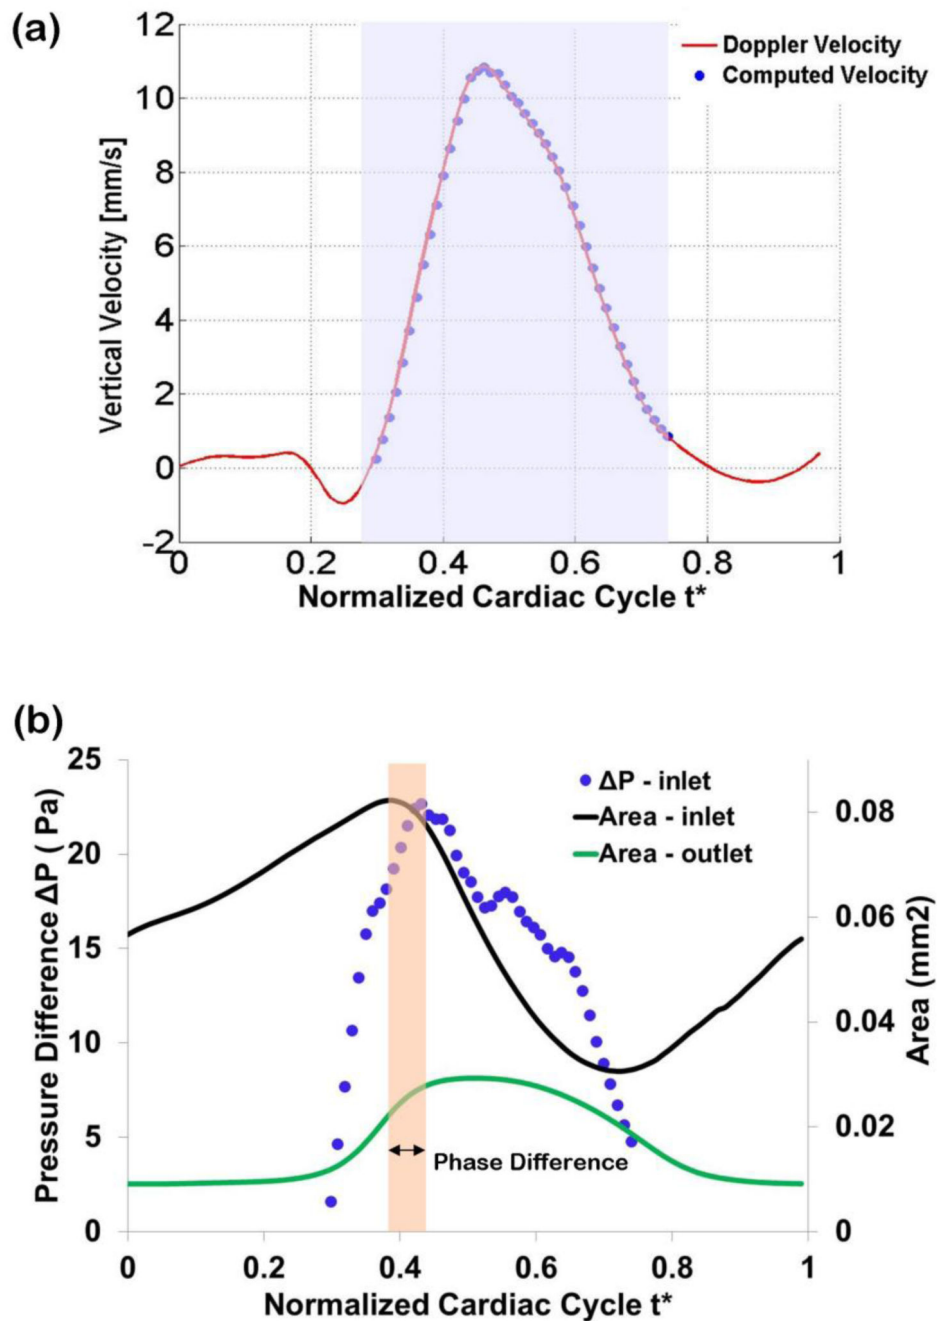 (a)
12
10
8
6
4
2
0
-2
Vertical Velocity [mm/s]
Doppler Velocity
Computed Velocity
0 0.2 0.4 0.6 0.8 1
Normalized Cardiac Cycle t*
(b)
25
20
15
10
5
0
Pressure Difference ΔP ( Pa)
ΔP - inlet
Area - inlet
Area - outlet
Phase Difference
0.08
0.06
0.04
0.02
0
Area (mm2)
0 0.2 0.4 0.6 0.8 1
Normalized Cardiac Cycle t*